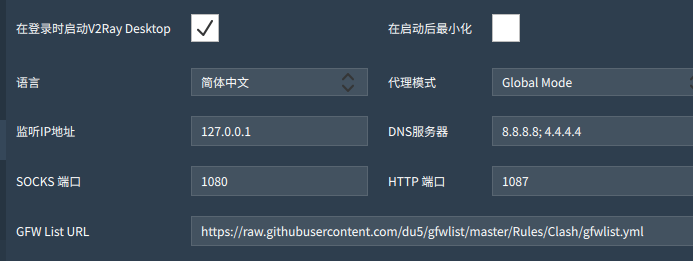 在登录时启动V2Ray Desktop 在启动后最小化
语言 简体中文 代理模式 Global Mode
监听IP地址 127.0.0.1 DNS服务器 8.8.8.8; 4.4.4.4
SOCKS 端口 1080 HTTP 端口 1087
GFW List URL https://raw.githubusercontent.com/du5/gfwlist/master/Rules/Clash/gfwlist.yml